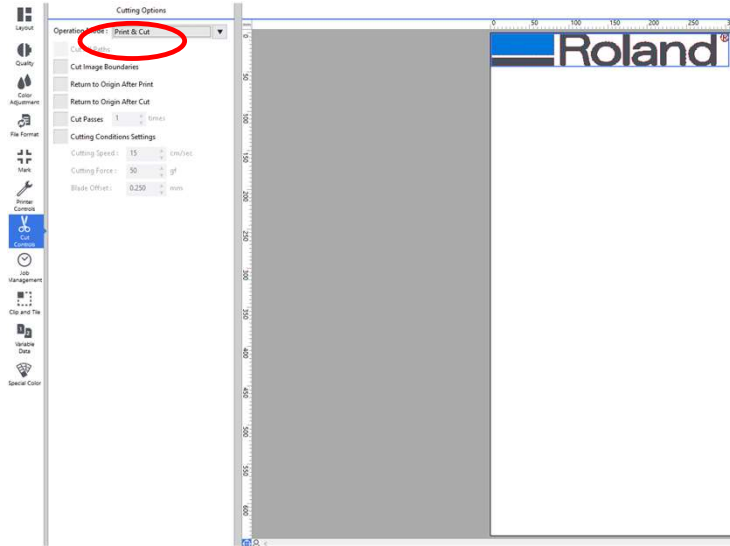 Cutting Options
Operation Mode : Print & Cut
Cut Image Boundaries
Return to Origin After Print
Return to Origin After Cut
Cut Passes 1 times
Cutting Conditions Settings
Cutting Speed : 15 cm/sec
Cutting Force : 50 gf
Blade Offset : 0.250 mm
Layout
Quality
Color
Adjustment
File Format
Mark
Printer
Controls
Cut
Controls
Job
Management
Clip and Tile
Variable
Data
Special Color
0 50 100 150 200 250
0
50
100
150
200
250
300
350
400
450
500
550
600
Roland®